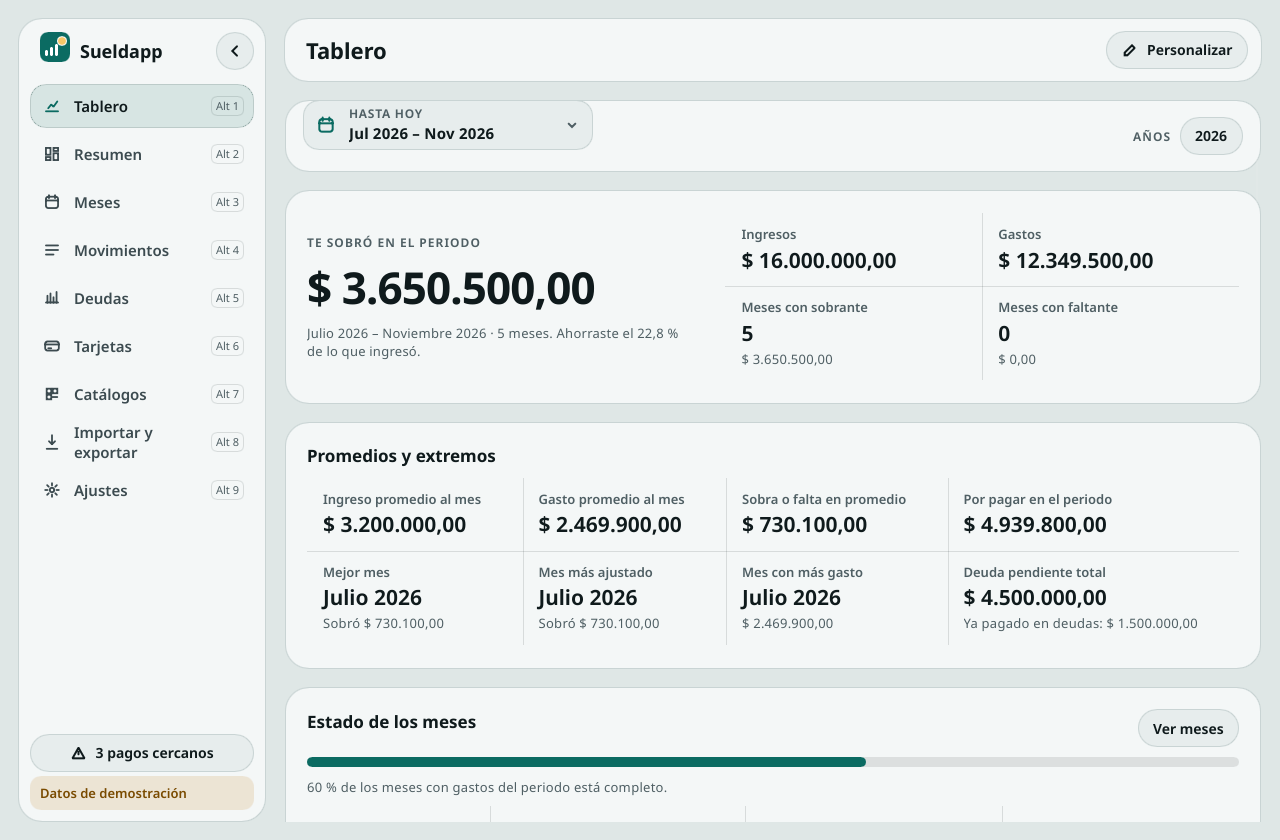 Sueldapp
Tablero
Alt 1
Resumen
Alt 2
Meses
Alt 3
Movimientos
Alt 4
Deudas
Alt 5
Tarjetas
Alt 6
Catálogos
Alt 7
Importar y
exportar
Alt 8
Ajustes
Alt 9
3 pagos cercanos
Datos de demostración
Tablero
Personalizar
HASTA HOY
Jul 2026 – Nov 2026
AÑOS
2026
TE SOBRÓ EN EL PERIODO
$ 3.650.500,00
Julio 2026 – Noviembre 2026 · 5 meses. Ahorraste el 22,8 %
de lo que ingresó.
Ingresos
$ 16.000.000,00
Gastos
$ 12.349.500,00
Meses con sobrante
5
$ 3.650.500,00
Meses con faltante
0
$ 0,00
Promedios y extremos
Ingreso promedio al mes
$ 3.200.000,00
Gasto promedio al mes
$ 2.469.900,00
Sobra o falta en promedio
$ 730.100,00
Por pagar en el periodo
$ 4.939.800,00
Mejor mes
Julio 2026
Sobró $ 730.100,00
Mes más ajustado
Julio 2026
Sobró $ 730.100,00
Mes con más gasto
Julio 2026
$ 2.469.900,00
Deuda pendiente total
$ 4.500.000,00
Ya pagado en deudas: $ 1.500.000,00
Estado de los meses
Ver meses
60 % de los meses con gastos del periodo está completo.